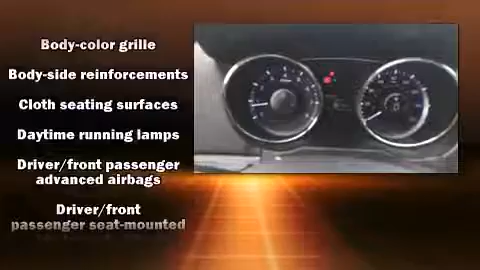 Body-color grille
Body-side reinforcements
Cloth seating surfaces
Daytime running lamps
Driver/front passenger
advanced airbags
Driver/front
passenger seat-mounted